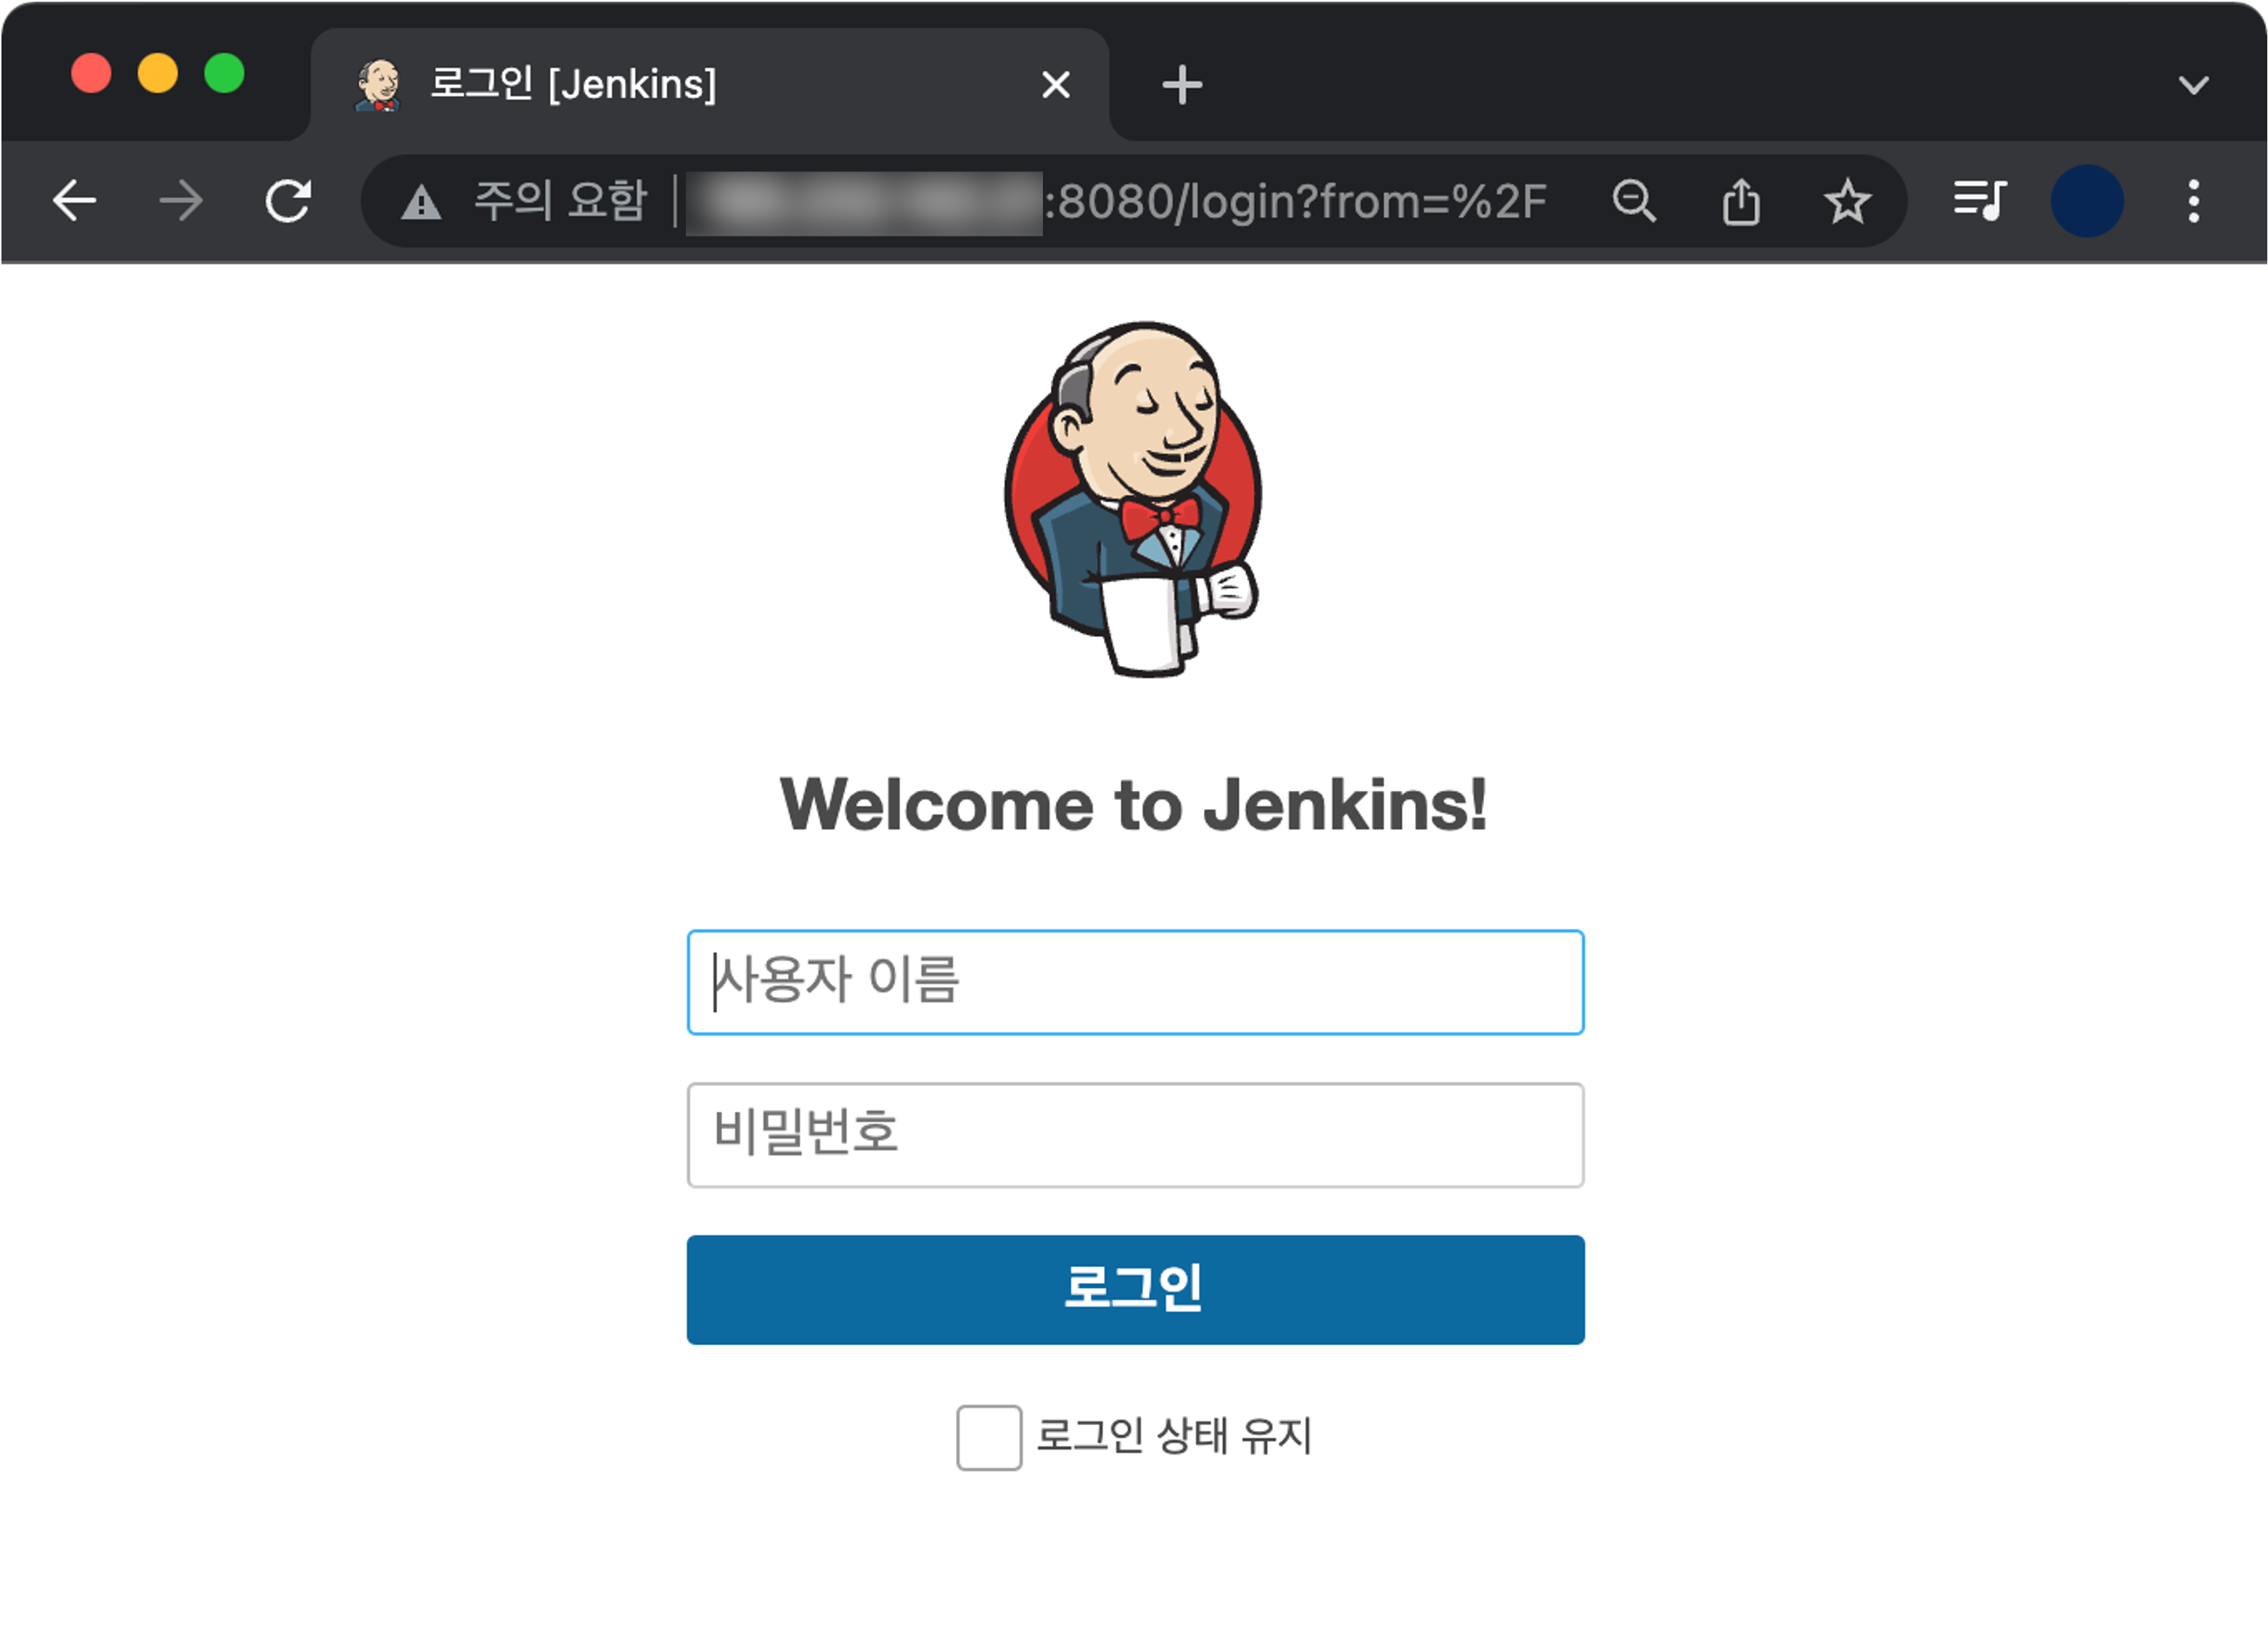 로그인 [Jenkins]
주의 요함 :8080/login?from=%2F
Welcome to Jenkins!
사용자 이름
비밀번호
로그인
로그인 상태 유지